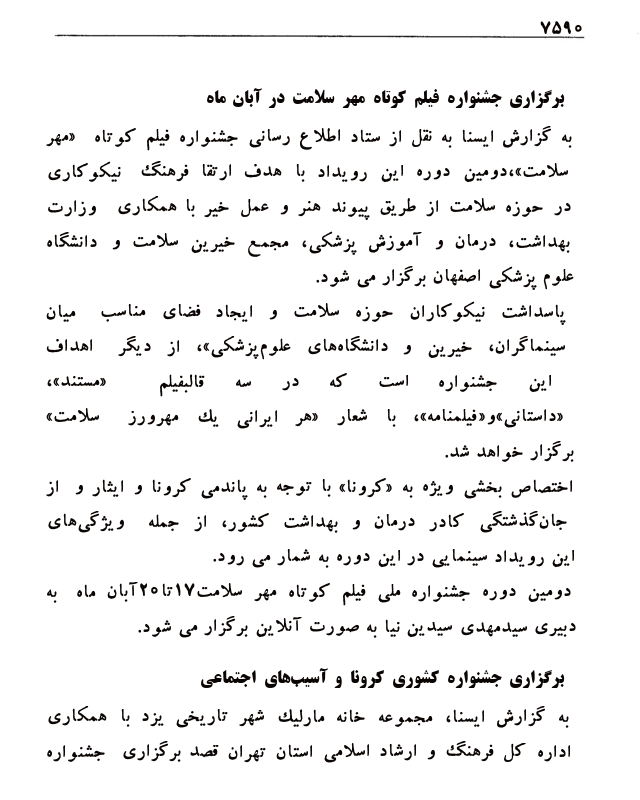 ۷۵۹۰
برگزاری جشنواره فیلم کوتاه مهر سلامت در آبان ماه
به گزارش ایسنا به نقل از ستاد اطلاع رسانی جشنواره فیلم کوتاه «مهر
سلامت»،دومین دوره این رویداد با هدف ارتقا فرهنگ نیکوکاری
در حوزه سلامت از طریق پیوند هنر و عمل خیر با همکاری وزارت
بهداشت، درمان و آموزش پزشکی، مجمع خیرین سلامت و دانشگاه
علوم پزشکی اصفهان برگزار می شود.
پاسداشت نیکوکاران حوزه سلامت و ایجاد فضای مناسب میان
سینماگران، خیرین و دانشگاه‌های علوم‌پزشکی»، از دیگر اهداف
این جشنواره است که در سه قالبفیلم «مستند»،
«داستانی»و«فیلمنامه»، با شعار «هر ایرانی یك مهرورز سلامت»
برگزار خواهد شد.
اختصاص بخشی ویژه به «کرونا» با توجه به پاندمی کرونا و ایثار و از
جان‌گذشتگی کادر درمان و بهداشت کشور، از جمله ویژگی‌های
این رویداد سینمایی در این دوره به شمار می رود.
دومین دوره جشنواره ملی فیلم کوتاه مهر سلامت۱۷تا۲۰آبان ماه به
دبیری سیدمهدی سیدین نیا به صورت آنلاین برگزار می شود.
برگزاری جشنواره کشوری کرونا و آسیب‌های اجتماعی
به گزارش ایسنا، مجموعه خانه مارلیك شهر تاریخی یزد با همکاری
اداره کل فرهنگ و ارشاد اسلامی استان تهران قصد برگزاری جشنواره